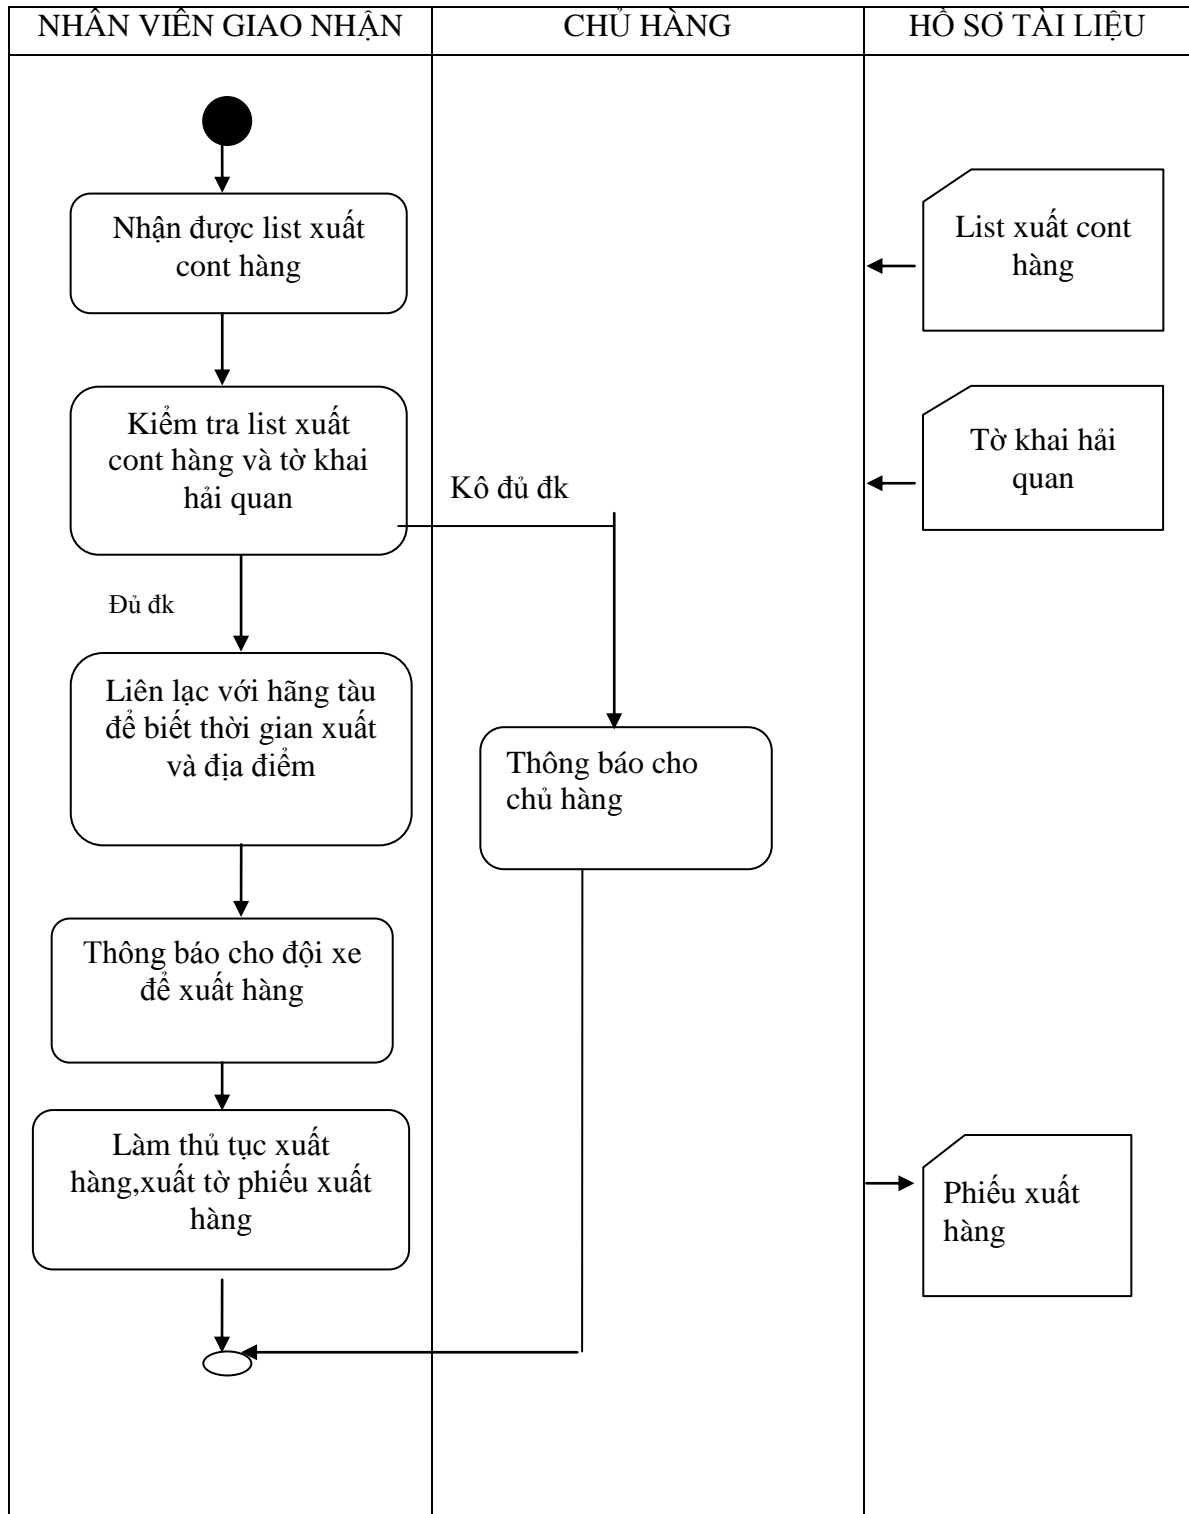 NHÂN VIÊN GIAO NHẬN
CHỦ HÀNG
HỒ SƠ TÀI LIỆU
Nhận được list xuất
cont hàng
List xuất cont
hàng
Kiểm tra list xuất
cont hàng và tờ khai
hải quan
Tờ khai hải
quan
Kô đủ đk
Đủ đk
Liên lạc với hãng tàu
để biết thời gian xuất
và địa điểm
Thông báo cho
chủ hàng
Thông báo cho đội xe
để xuất hàng
Làm thủ tục xuất
hàng,xuất tờ phiếu xuất
hàng
Phiếu xuất
hàng